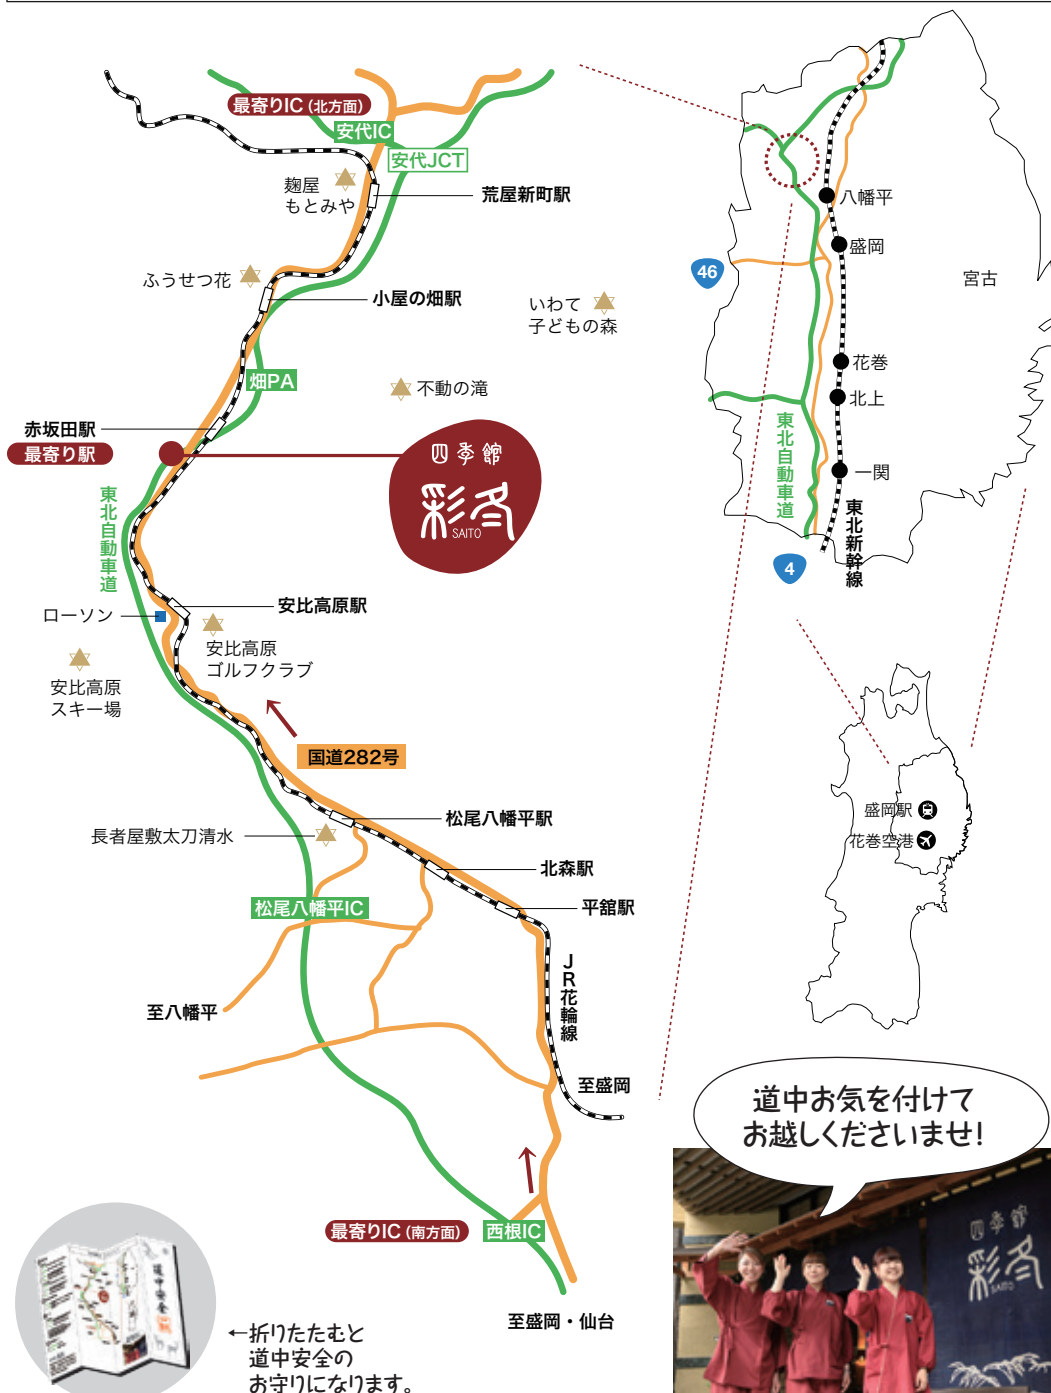 最寄りIC(北方面)
安代IC
安代JCT
麹屋
もとみや
荒屋新町駅
ふうせつ花
小屋の畑駅
いわて
子どもの森
畑PA
不動の滝
赤坂田駅
最寄り駅
四季館
彩冬
SAITO
東北自動車道
ローソン
安比高原駅
安比高原
ゴルフクラブ
安比高原
スキー場
国道282号
松尾八幡平駅
長者屋敷太刀清水
北森駅
松尾八幡平IC
平舘駅
JR花輪線
至八幡平
至盛岡
最寄りIC(南方面)
西根IC
至盛岡・仙台
八幡平
盛岡
46
宮古
花巻
北上
東北自動車道
一関
東北新幹線
4
盛岡駅
花巻空港
道中お気を付けて
お越しくださいませ!
四季館
彩冬
SAITO
道中安全
←折りたたむと
道中安全の
お守りになります。